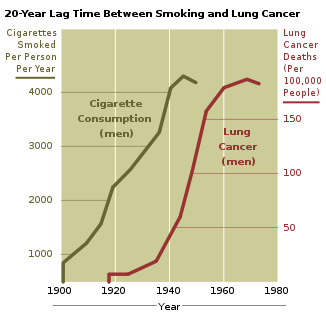 20-Year Lag Time Between Smoking and Lung Cancer
Cigarettes
Smoked
Per Person
Per Year
Lung
Cancer
Deaths
(Per
100,000
People)
4000
3000
2000
1000
150
100
50
Cigarette
Consumption
(men)
Lung
Cancer
(men)
1900
1920
1940
1960
1980
Year